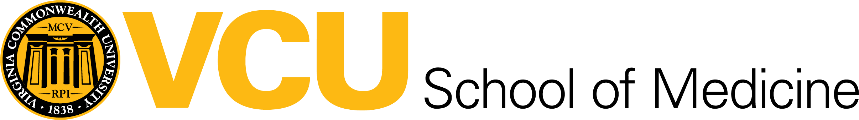 VIRGINIA COMMONWEALTH UNIVERSITY
MCV
RPI
· 1838 ·
VCU School of Medicine